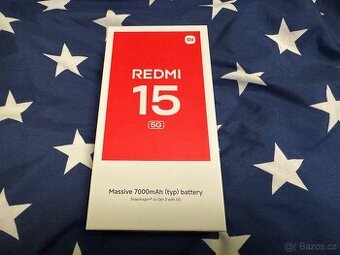 mi
REDMI
15
5G
Massive 7000mAh (typ) battery
Snapdragon® 6s Gen 3 with 5G
Bazos.cz